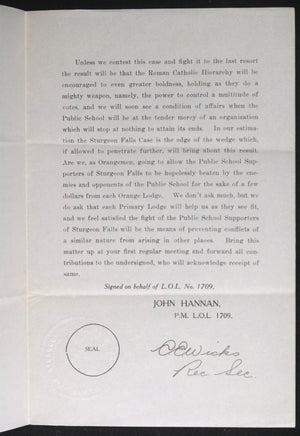 Unless we contest this case and fight it to the last resort
the result will be that the Roman Catholic Hierarchy will be
encouraged to even greater boldness, holding as they do a
mighty weapon, namely, the power to control a multitude of
votes, and we will soon see a condition of affairs when the
Public School will be at the tender mercy of an organization
which will stop at nothing to attain its ends. In our estima-
tion the Sturgeon Falls Case is the edge of the wedge which,
if allowed to penetrate further, will bring about this result.
Are we, as Orangemen, going to allow the Public School Sup-
porters of Sturgeon Falls to be hopelessly beaten by the ene-
mies and opponents of the Public School for the sake of a few
dollars from each Orange Lodge. We don't ask much, but we
do ask that each Primary Lodge will help us as they see fit,
and we feel satisfied the fight of the Public School Supporters
of Sturgeon Falls will be the means of preventing conflicts of
a similar nature from arising in other places. Bring this
matter up at your first regular meeting and forward all con-
tributions to the undersigned, who will acknowledge receipt of
same.
Signed on behalf of L.O.L. No. 1709.
JOHN HANNAN,
P.M. L.O.L. 1709.
SEAL
Rec Sec